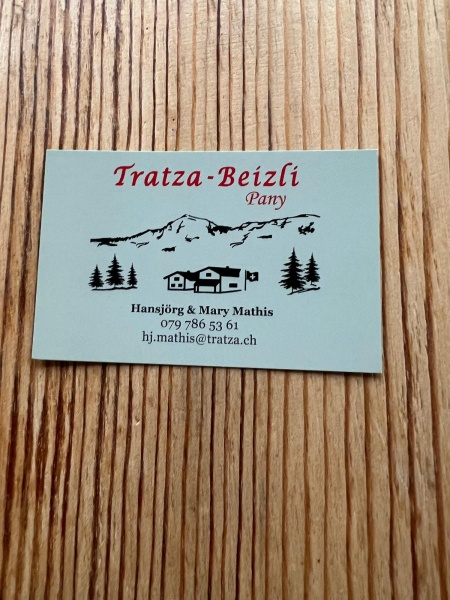 Tratza-Beizli
Pany
Hansjörg & Mary Mathis
079 786 53 61
hj.mathis@tratza.ch